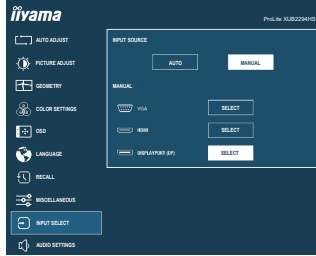 iiyama
ProLite XUB2294HS
AUTO ADJUST
PICTURE ADJUST
GEOMETRY
COLOR SETTINGS
OSD
LANGUAGE
RECALL
MISCELLANEOUS
INPUT SELECT
AUDIO SETTINGS
INPUT SOURCE
AUTO
MANUAL
MANUAL
VGA
SELECT
HDMI
SELECT
DISPLAYPORT (DP)
SELECT